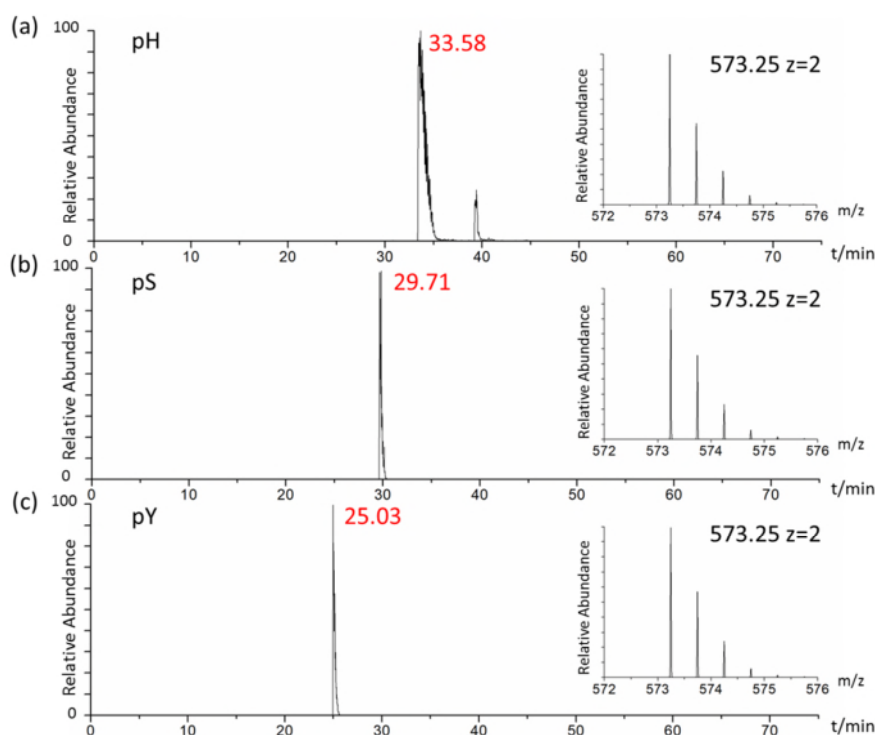 (a)
pH
100
Relative Abundance
0
33.58
0 10 20 30 40 50 60 70
t/min
573.25 z=2
Relative Abundance
572 573 574 575 576
m/z
(b)
pS
100
Relative Abundance
0
29.71
0 10 20 30 40 50 60 70
t/min
573.25 z=2
Relative Abundance
572 573 574 575 576
m/z
(c)
pY
100
Relative Abundance
0
25.03
0 10 20 30 40 50 60 70
t/min
573.25 z=2
Relative Abundance
572 573 574 575 576
m/z